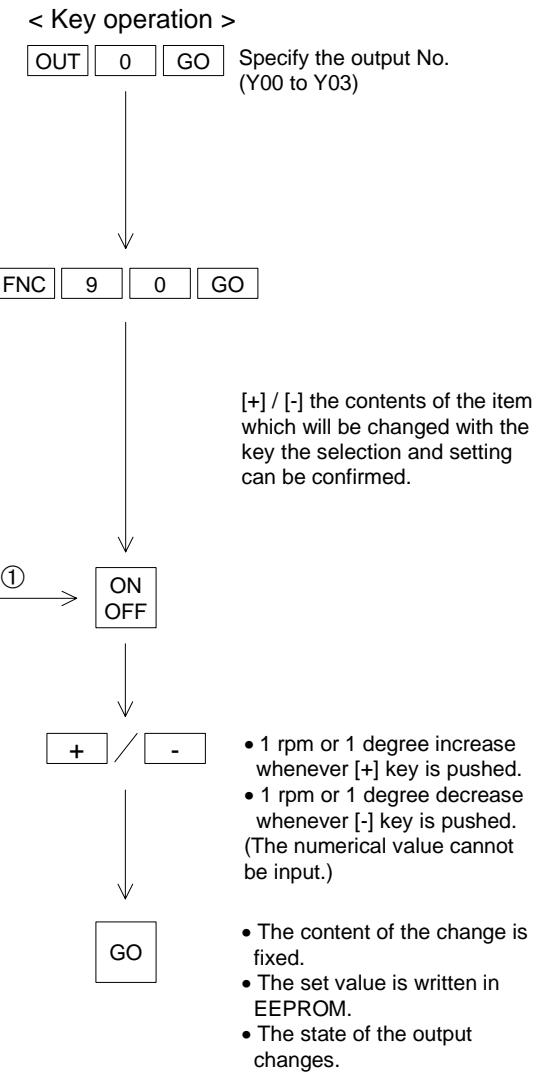 < Key operation >
OUT 0 GO Specify the output No.
(Y00 to Y03)
FNC 9 0 GO
[+] / [-] the contents of the item
which will be changed with the
key the selection and setting
can be confirmed.
① ON
OFF
+ / -
• 1 rpm or 1 degree increase
whenever [+] key is pushed.
• 1 rpm or 1 degree decrease
whenever [-] key is pushed.
(The numerical value cannot
be input.)
GO
• The content of the change is
fixed.
• The set value is written in
EEPROM.
• The state of the output
changes.